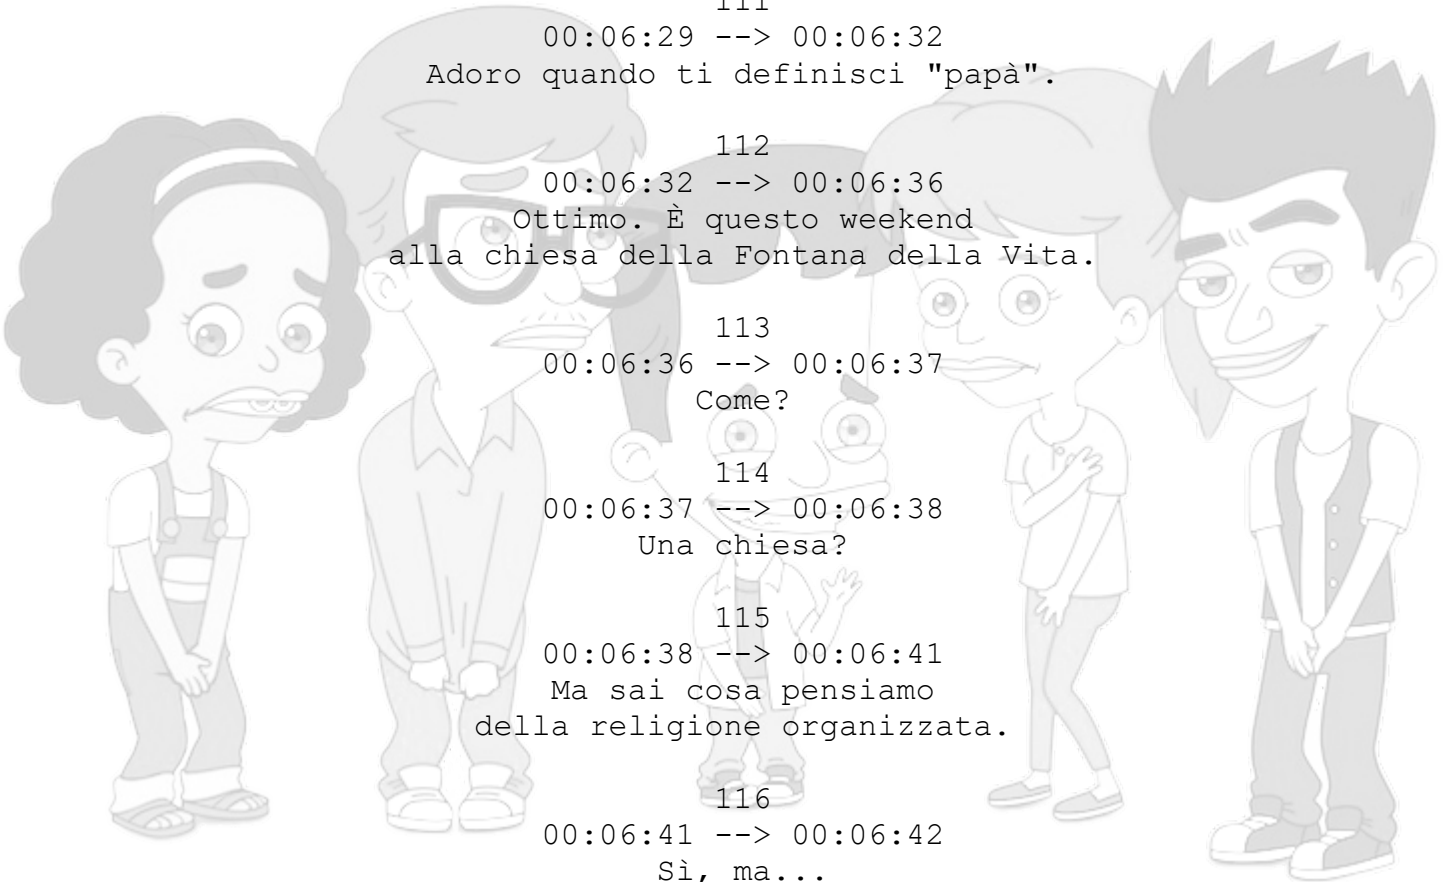 111
00:06:29 --> 00:06:32
Adoro quando ti definisci "papà".
112
00:06:32 --> 00:06:36
Ottimo. È questo weekend
alla chiesa della Fontana della Vita.
113
00:06:36 --> 00:06:37
Come?
114
00:06:37 --> 00:06:38
Una chiesa?
115
00:06:38 --> 00:06:41
Ma sai cosa pensiamo
della religione organizzata.
116
00:06:41 --> 00:06:42
Sì, ma...